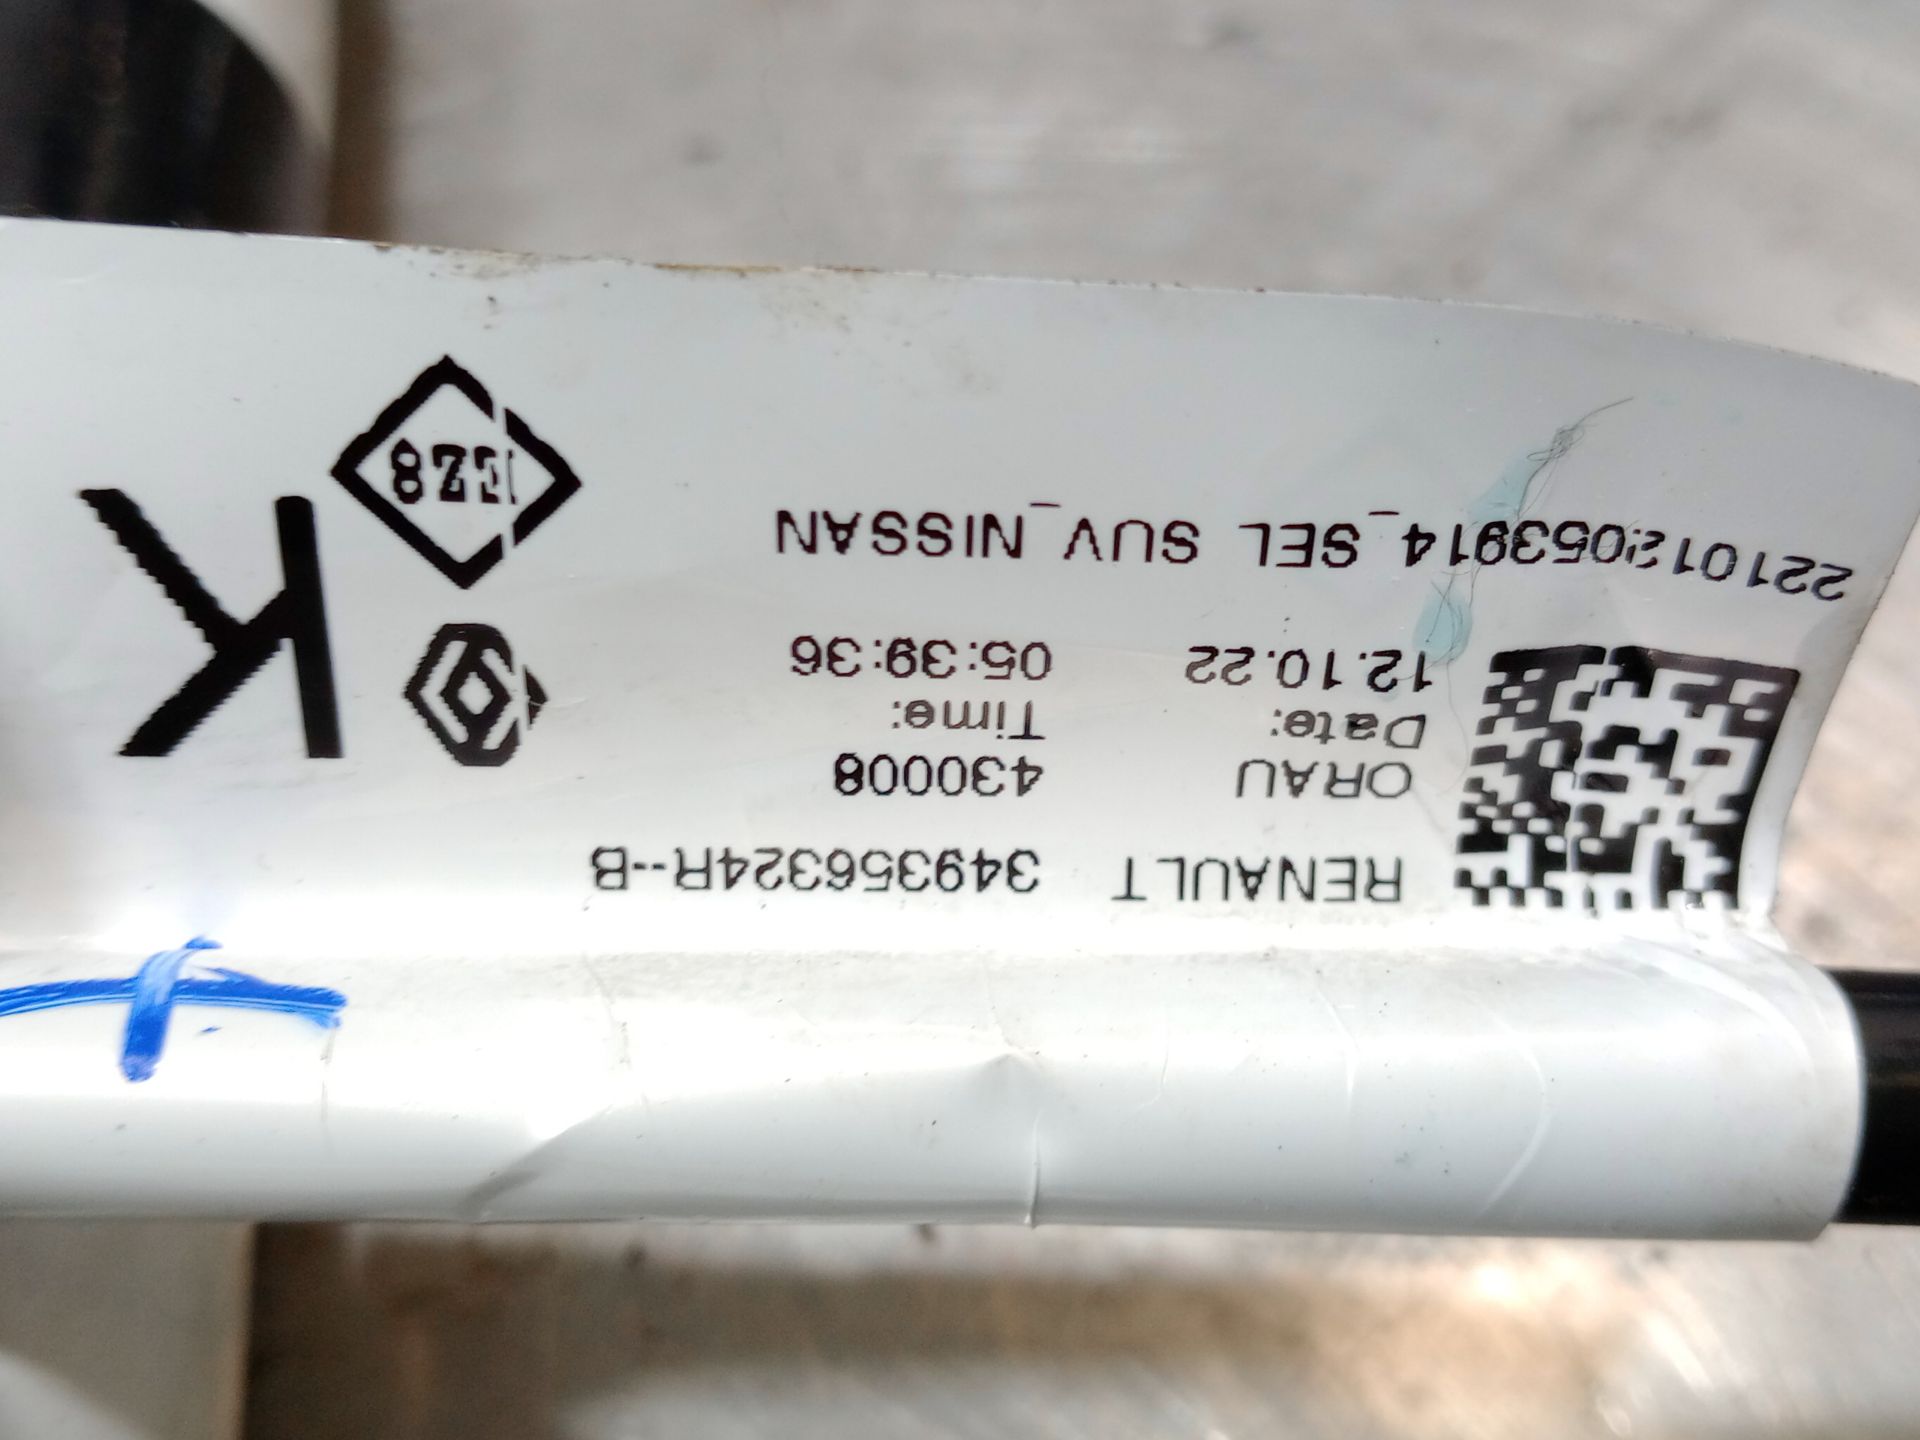 RENAULT 349356324R--B
ORAU 430008
Date: Time:
12.10.22 05:39:36
221012053914_SEL SUV_NISSAN
K